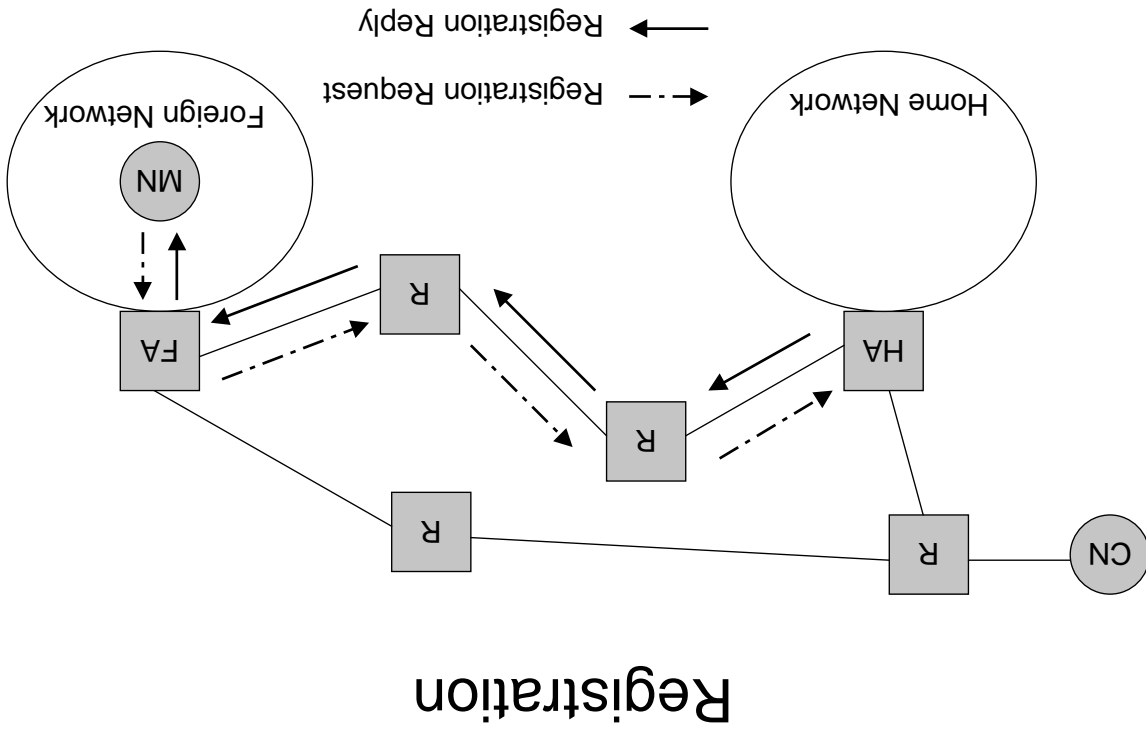 Registration
CN
R
R
R
HA
FA
R
MN
Foreign Network
Home Network
Registration Request
Registration Reply